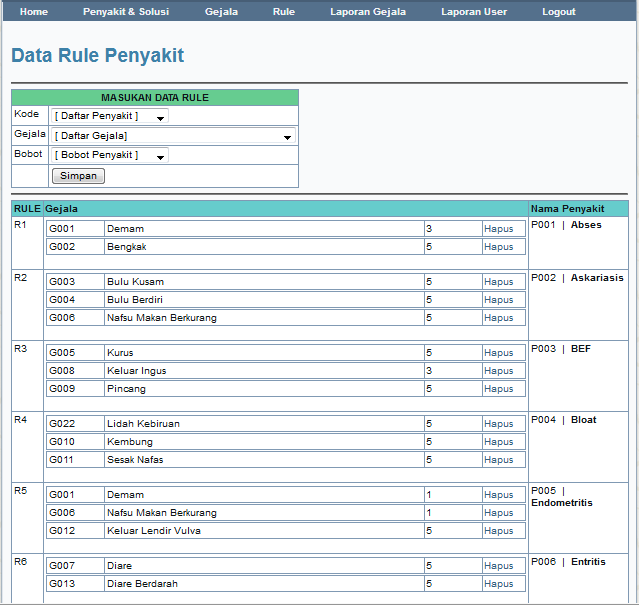 Home Penyakit & Solusi Gejala Rule Laporan Gejala Laporan User Logout
Data Rule Penyakit
MASUKAN DATA RULE
Kode [ Daftar Penyakit ]
Gejala [ Daftar Gejala]
Bobot [ Bobot Penyakit ]
Simpan
RULE Gejala Nama Penyakit
R1 G001 Demam 3 Hapus P001 | Abses
G002 Bengkak 5 Hapus
R2 G003 Bulu Kusam 5 Hapus P002 | Askariasis
G004 Bulu Berdiri 5 Hapus
G006 Nafsu Makan Berkurang 5 Hapus
R3 G005 Kurus 5 Hapus P003 | BEF
G008 Keluar Ingus 3 Hapus
G009 Pincang 5 Hapus
R4 G022 Lidah Kebiruan 5 Hapus P004 | Bloat
G010 Kembung 5 Hapus
G011 Sesak Nafas 5 Hapus
R5 G001 Demam 1 Hapus P005 |
Endometritis
G006 Nafsu Makan Berkurang 1 Hapus
G012 Keluar Lendir Vulva 5 Hapus
R6 G007 Diare 5 Hapus P006 | Entritis
G013 Diare Berdarah 5 Hapus